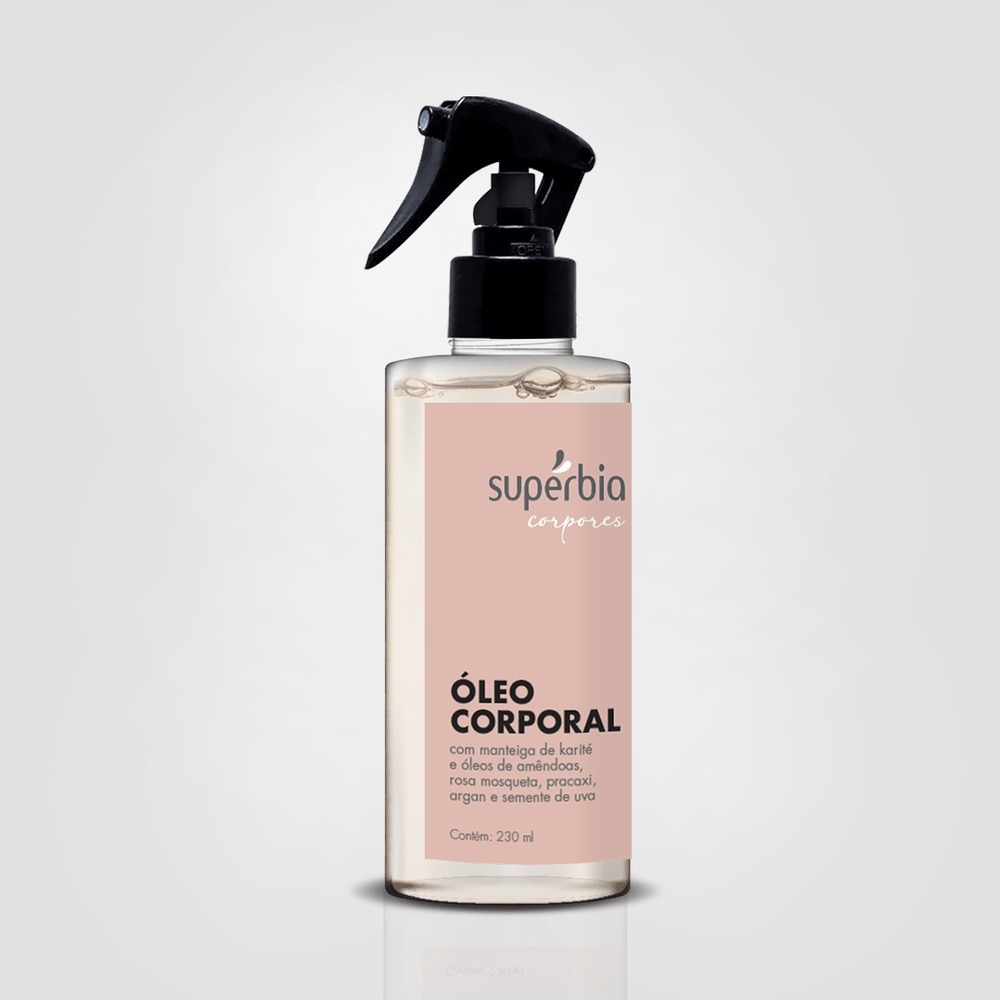 OPEN
supérbia
corpores
ÓLEO
CORPORAL
com manteiga de karité
e óleos de amêndoas,
rosa mosqueta, pracaxi,
argan e semente de uva
Contém: 230 ml